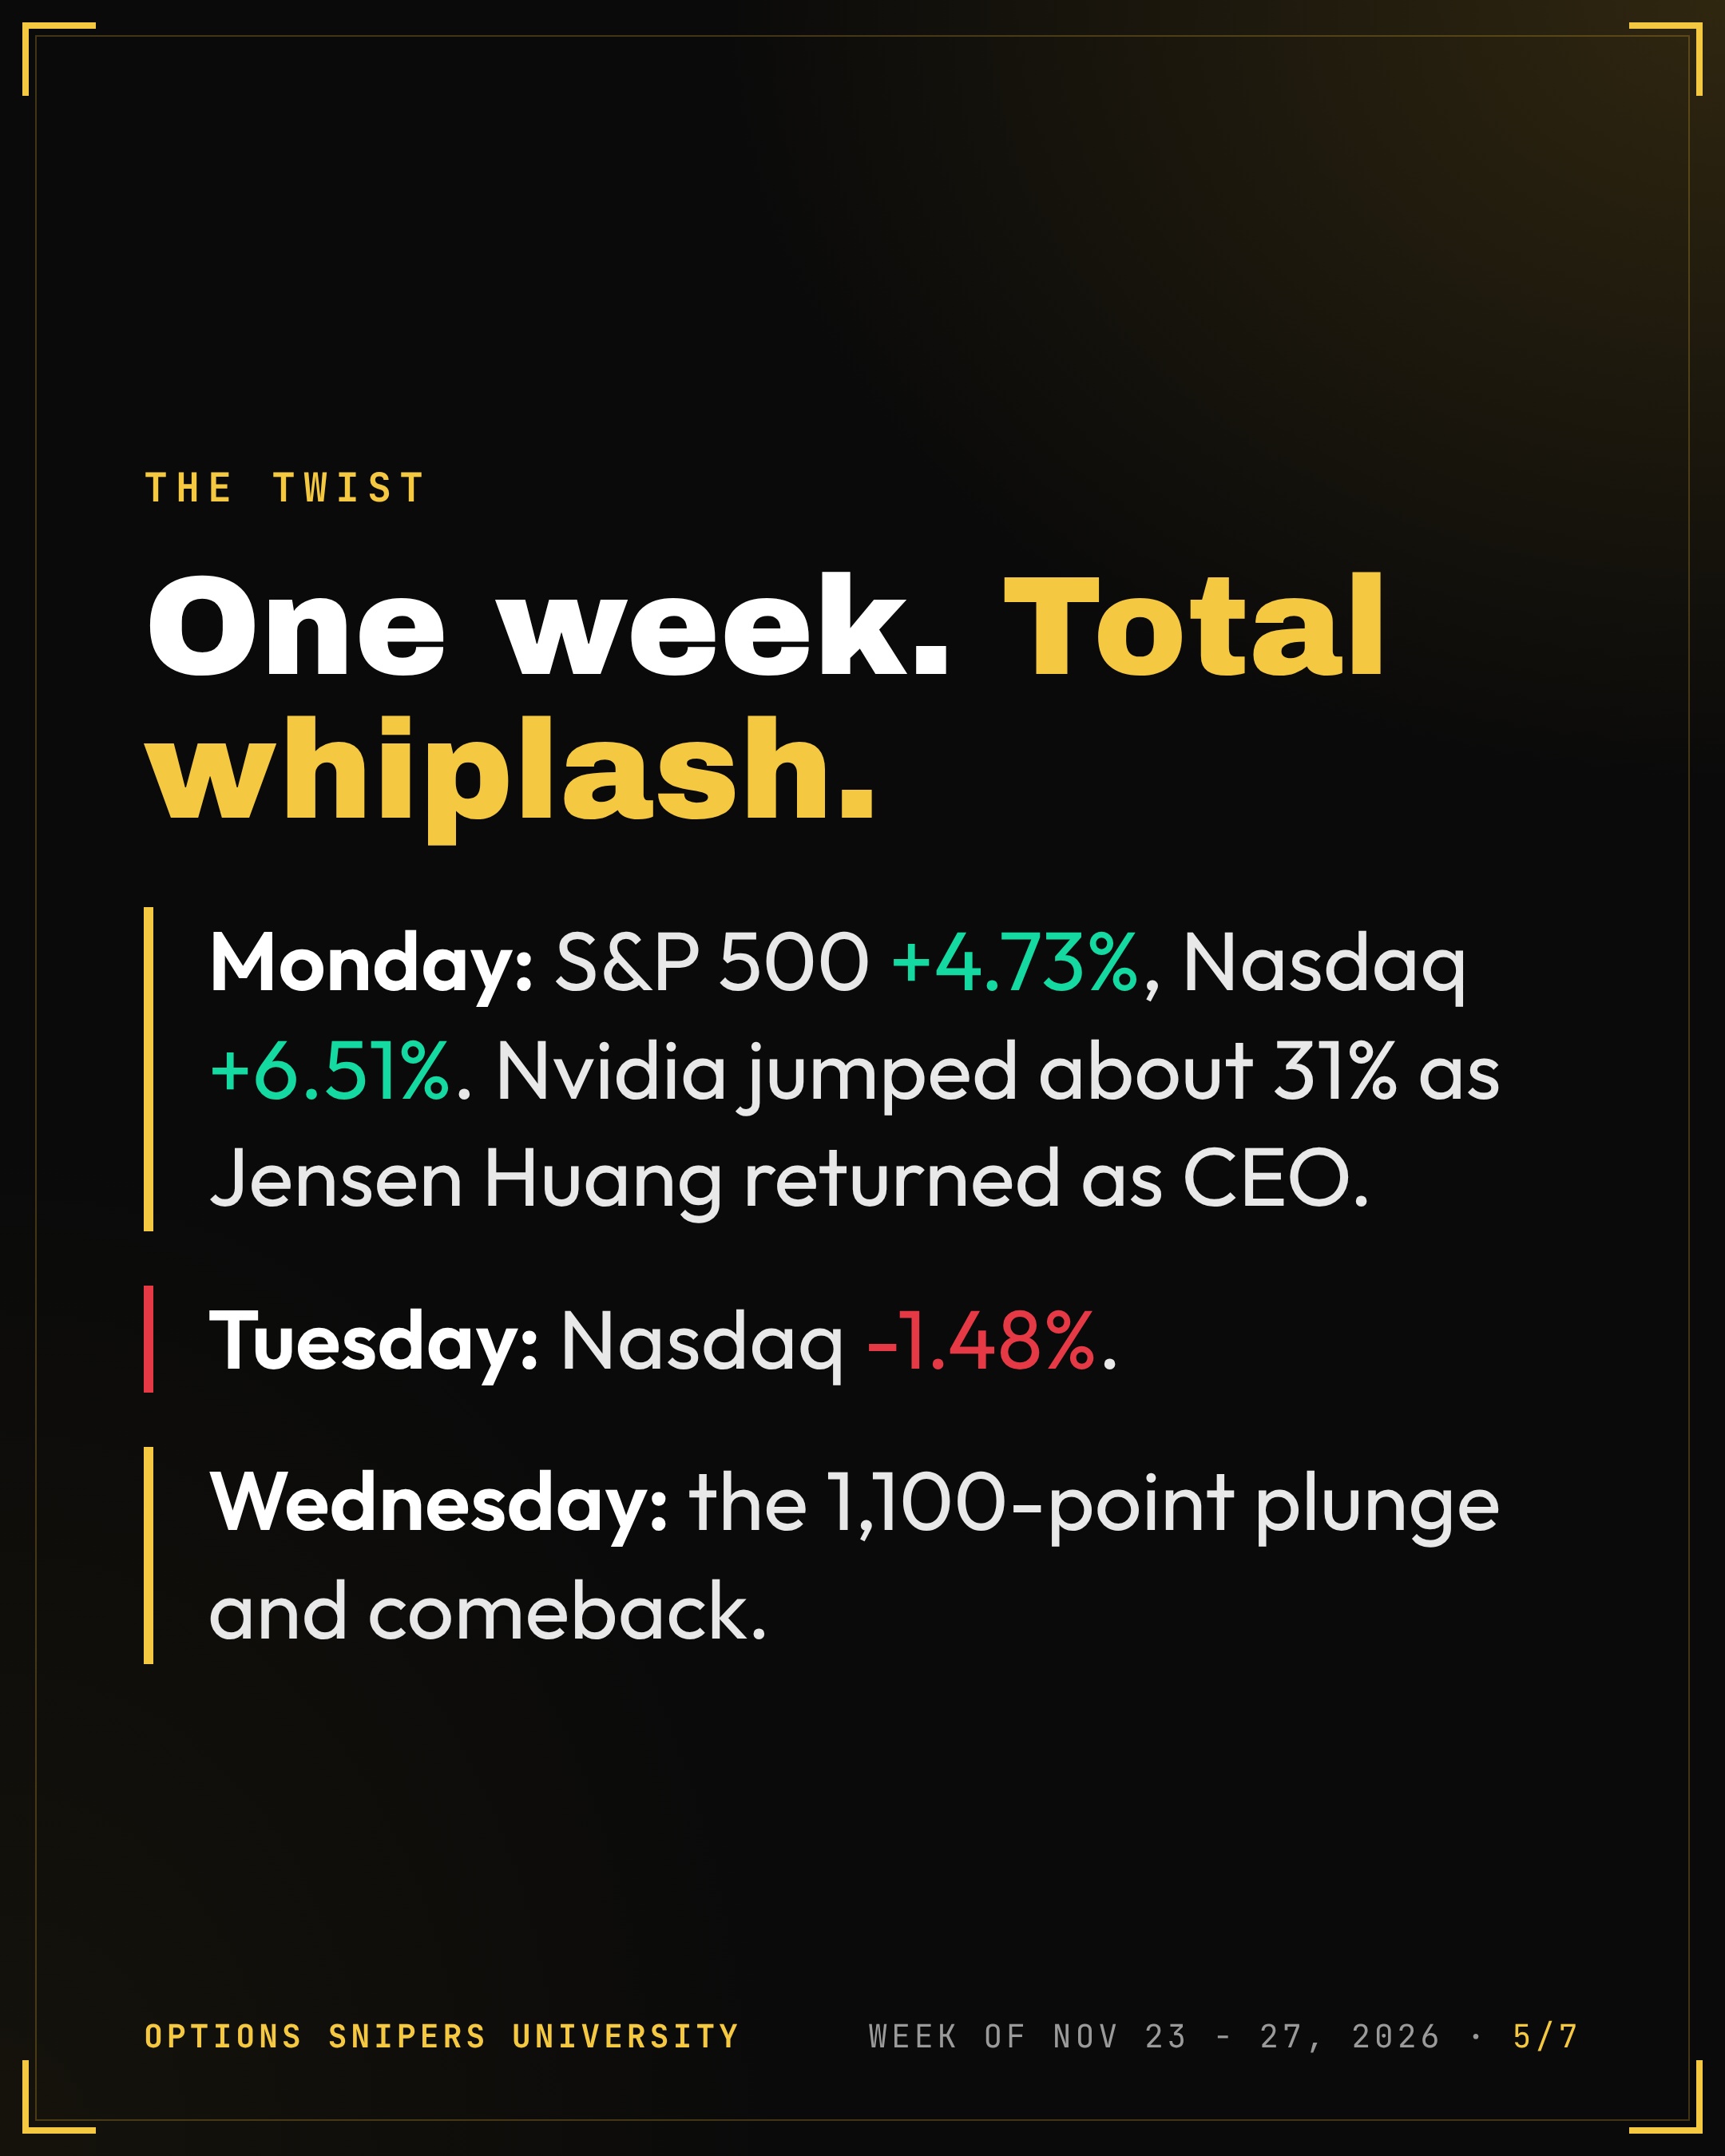 THE TWIST
One week. Total
whiplash.
Monday: S&P 500 +4.73%, Nasdaq
+6.51%. Nvidia jumped about 31% as
Jensen Huang returned as CEO.
Tuesday: Nasdaq -1.48%.
Wednesday: the 1,100-point plunge
and comeback.
OPTIONS SNIPERS UNIVERSITY
WEEK OF NOV 23 - 27, 2026 · 5/7